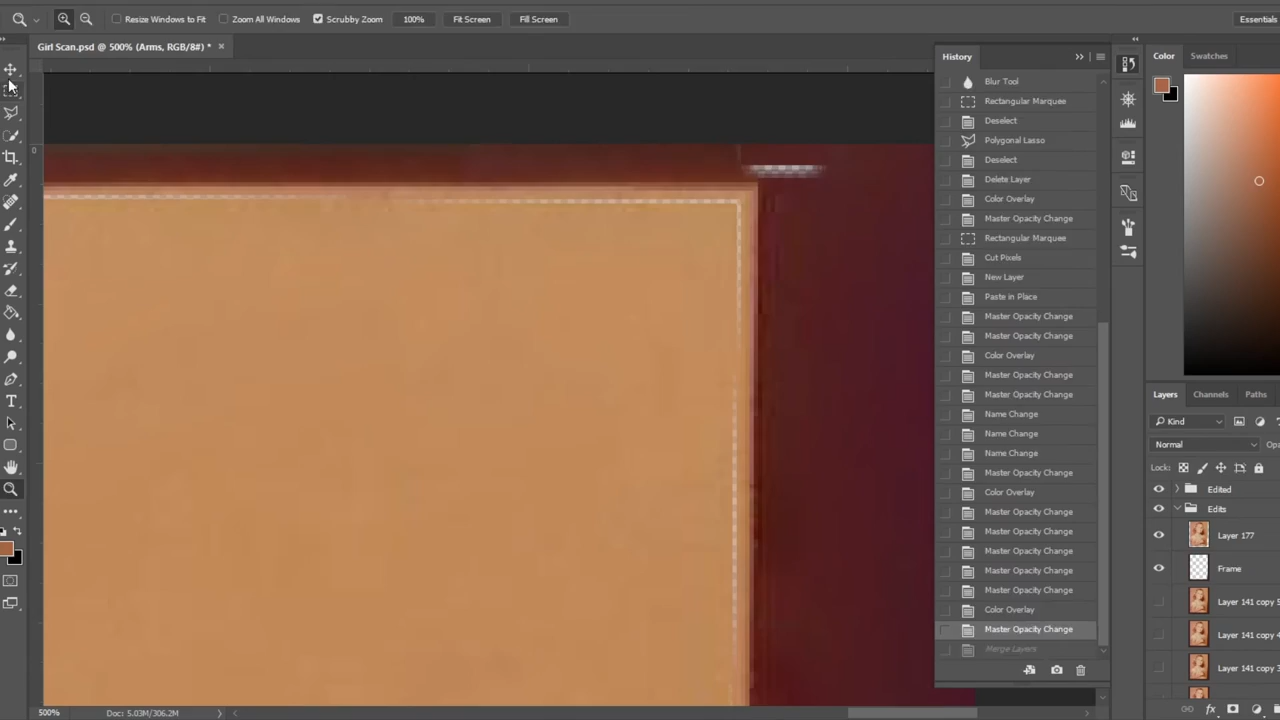 Resize Windows to Fit Zoom All Windows Scrubby Zoom 100% Fit Screen Fill Screen Essentials
Girl Scan.psd @ 500% (Arms, RGB/8#) *
History
Color Swatches
Blur Tool
Rectangular Marquee
Deselect
Polygonal Lasso
Deselect
Delete Layer
Color Overlay
Master Opacity Change
Rectangular Marquee
Cut Pixels
New Layer
Paste in Place
Master Opacity Change
Master Opacity Change
Color Overlay
Master Opacity Change
Master Opacity Change
Name Change
Name Change
Name Change
Master Opacity Change
Color Overlay
Master Opacity Change
Master Opacity Change
Master Opacity Change
Master Opacity Change
Master Opacity Change
Color Overlay
Master Opacity Change
Merge Layers
Layers Channels Paths
Kind
Normal Opa
Lock:
Edited
Edits
Layer 177
Frame
Layer 141 copy 5
Layer 141 copy 4
Layer 141 copy 3
0
500% Doc: 5.03M/306.2M
fx